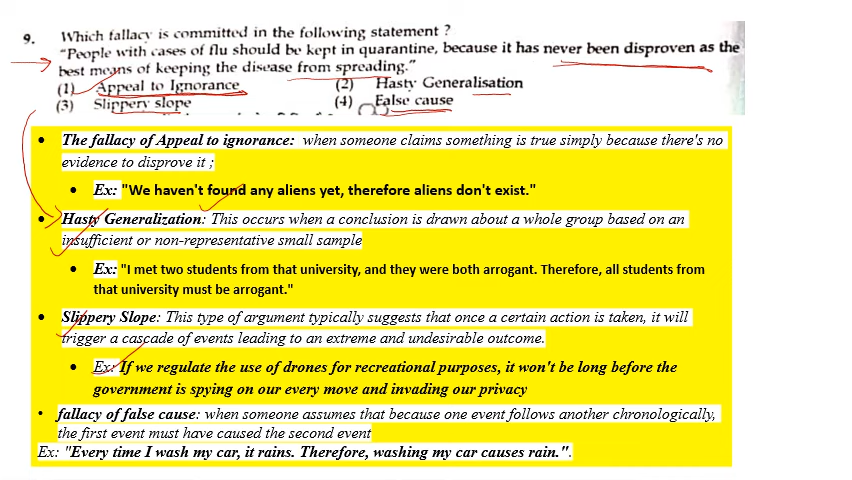 9. Which fallacy is committed in the following statement ?
"People with cases of flu should be kept in quarantine, because it has never been disproven as the
best means of keeping the disease from spreading."
(1) Appeal to Ignorance (2) Hasty Generalisation
(3) Slippery slope (4) False cause
• The fallacy of Appeal to ignorance: when someone claims something is true simply because there's no
evidence to disprove it ;
• Ex: "We haven't found any aliens yet, therefore aliens don't exist."
• Hasty Generalization: This occurs when a conclusion is drawn about a whole group based on an
insufficient or non-representative small sample
• Ex: "I met two students from that university, and they were both arrogant. Therefore, all students from
that university must be arrogant."
• Slippery Slope: This type of argument typically suggests that once a certain action is taken, it will
trigger a cascade of events leading to an extreme and undesirable outcome.
• Ex: If we regulate the use of drones for recreational purposes, it won't be long before the
government is spying on our every move and invading our privacy
• fallacy of false cause: when someone assumes that because one event follows another chronologically,
the first event must have caused the second event
Ex: "Every time I wash my car, it rains. Therefore, washing my car causes rain.".